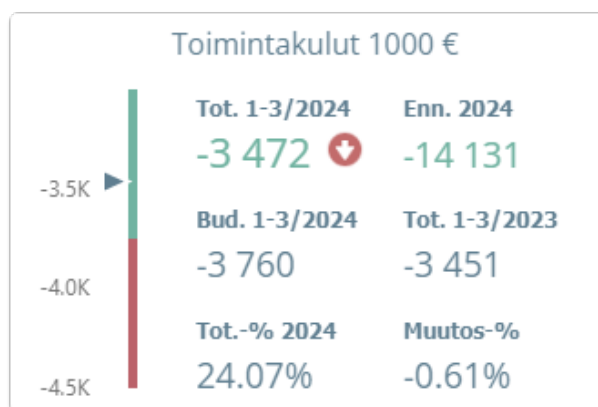 Toimintakulut 1000 €
Tot. 1-3/2024 Enn. 2024
-3 472 -14 131
-3.5K
Bud. 1-3/2024 Tot. 1-3/2023
-3 760 -3 451
-4.0K
Tot.-% 2024 Muutos-%
24.07% -0.61%
-4.5K